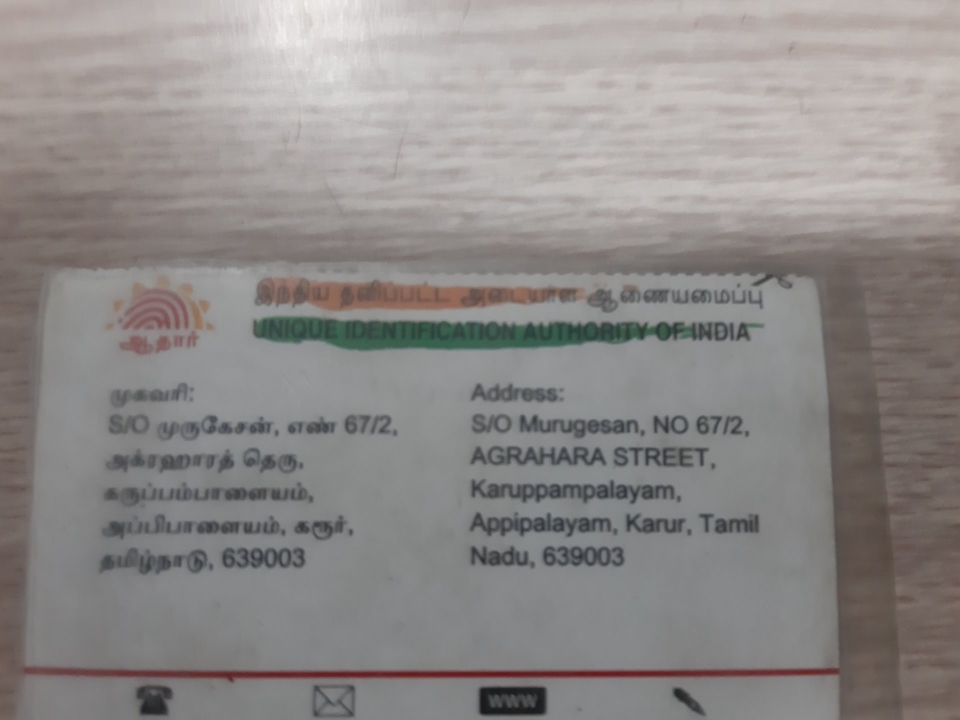 இந்திய தனிப்பட்ட அடையாள ஆணையமைப்பு
UNIQUE IDENTIFICATION AUTHORITY OF INDIA
ஆதார்
முகவரி:
S/O முருகேசன், எண் 67/2,
அக்ரஹாரத் தெரு,
கருப்பம்பாளையம்,
அப்பிபாளையம், கரூர்,
தமிழ்நாடு, 639003
Address:
S/O Murugesan, NO 67/2,
AGRAHARA STREET,
Karuppampalayam,
Appipalayam, Karur, Tamil
Nadu, 639003
www